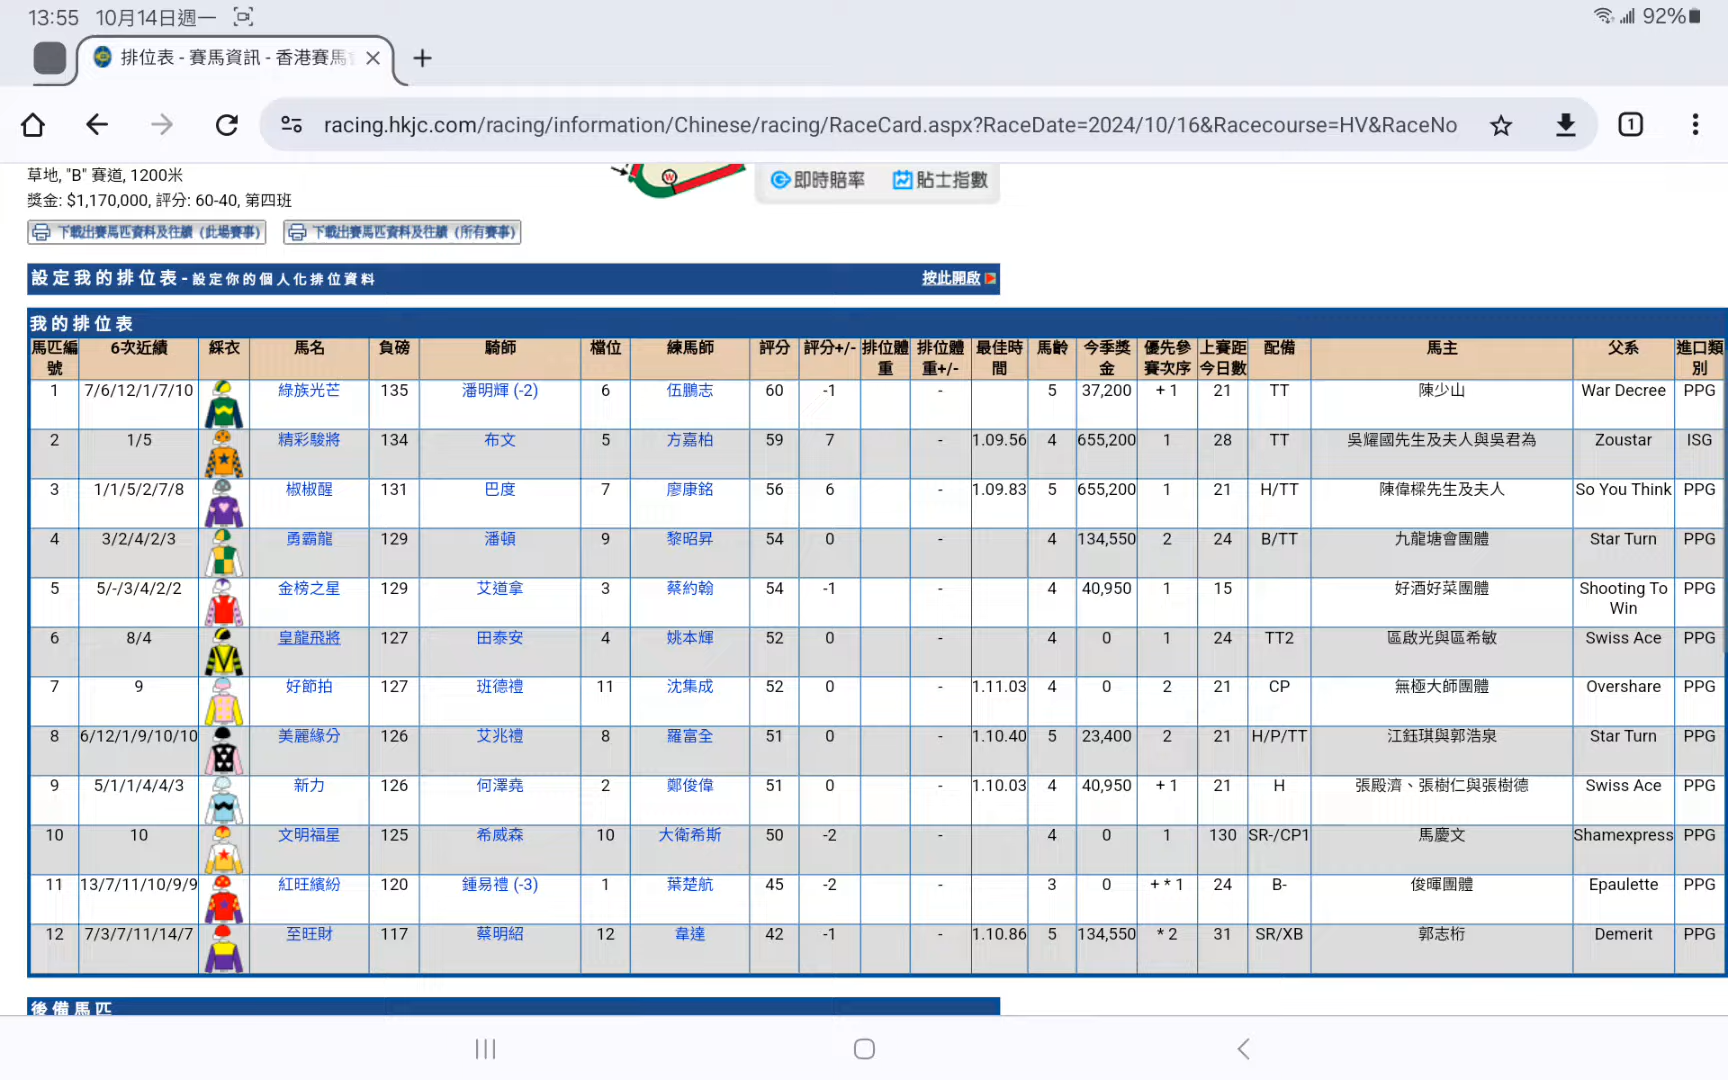 13:55 10月14日週一 92%
排位表 - 賽馬資訊 - 香港賽馬
racing.hkjc.com/racing/information/Chinese/racing/RaceCard.aspx?RaceDate=2024/10/16&Racecourse=HV&RaceNo
1
草地, "B" 賽道, 1200米
獎金: $1,170,000, 評分: 60-40, 第四班
即時賠率 貼士指數
下載出賽馬匹資料及往績 (此場賽事) 下載出賽馬匹資料及往績 (所有賽事)
設定我的排位表 - 設定你的個人化排位資料 按此開啟
我的排位表
馬匹編號 6次近績 綵衣 馬名 負磅 騎師 檔位 練馬師 評分 評分+/- 排位體重 排位體重+/- 最佳時間 馬齡 今季獎金 優先參賽次序 上賽距今日數 配備 馬主 父系 進口類別
1 7/6/12/1/7/10 綠族光芒 135 潘明輝 (-2) 6 伍鵬志 60 -1 - 5 37,200 + 1 21 TT 陳少山 War Decree PPG
2 1/5 精彩駿將 134 布文 5 方嘉柏 59 7 - 1.09.56 4 655,200 1 28 TT 吳耀國先生及夫人與吳君為 Zoustar ISG
3 1/1/5/2/7/8 椒椒醒 131 巴度 7 廖康銘 56 6 - 1.09.83 5 655,200 1 21 H/TT 陳偉樑先生及夫人 So You Think PPG
4 3/2/4/2/3 勇霸龍 129 潘頓 9 黎昭昇 54 0 - 4 134,550 2 24 B/TT 九龍塘會團體 Star Turn PPG
5 5/-/3/4/2/2 金榜之星 129 艾道拿 3 蔡約翰 54 -1 - 4 40,950 1 15 好酒好菜團體 Shooting To Win PPG
6 8/4 皇龍飛將 127 田泰安 4 姚本輝 52 0 - 4 0 1 24 TT2 區啟光與區希敏 Swiss Ace PPG
7 9 好節拍 127 班德禮 11 沈集成 52 0 - 1.11.03 4 0 2 21 CP 無極大師團體 Overshare PPG
8 6/12/1/9/10/10 美麗緣分 126 艾兆禮 8 羅富全 51 0 - 1.10.40 5 23,400 2 21 H/P/TT 江鈺琪與郭浩泉 Star Turn PPG
9 5/1/1/4/4/3 新力 126 何澤堯 2 鄭俊偉 51 0 - 1.10.03 4 40,950 + 1 21 H 張殿濟、張樹仁與張樹德 Swiss Ace PPG
10 10 文明福星 125 希威森 10 大衛希斯 50 -2 - 4 0 1 130 SR-/CP1 馬慶文 Shamexpress PPG
11 13/7/11/10/9/9 紅旺繽紛 120 鍾易禮 (-3) 1 葉楚航 45 -2 - 3 0 + * 1 24 B- 俊暉團體 Epaulette PPG
12 7/3/7/11/14/7 至旺財 117 蔡明紹 12 韋達 42 -1 - 1.10.86 5 134,550 * 2 31 SR/XB 郭志桁 Demerit PPG
後備馬匹